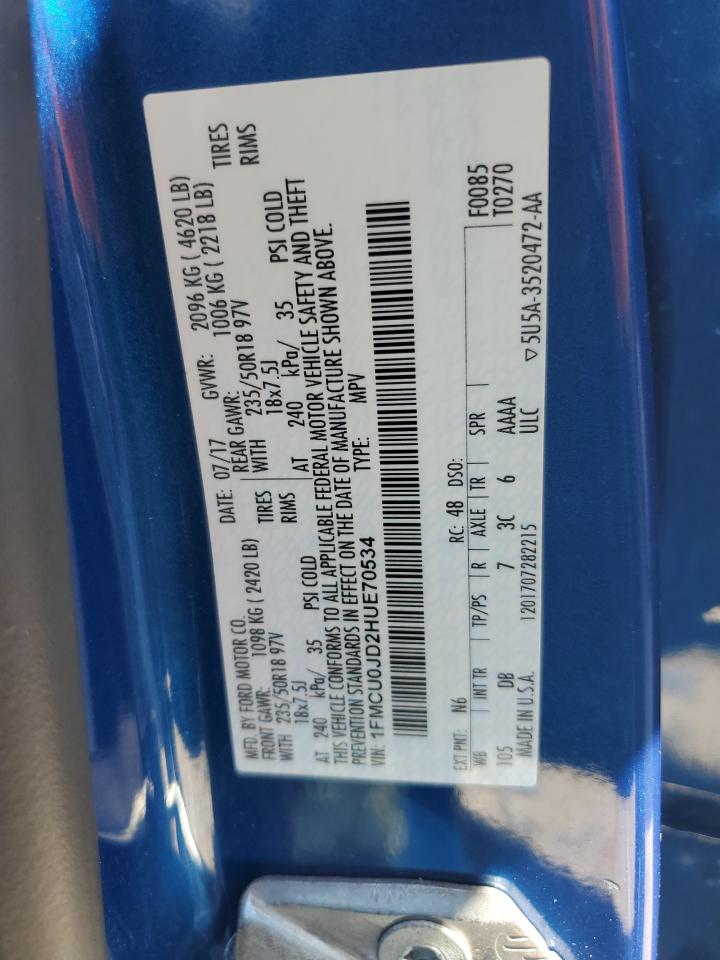 MFD. BY FORD MOTOR CO.
DATE: 07/17 GVWR: 2096 KG ( 4620 LB)
FRONT GAWR: 1098 KG ( 2420 LB) REAR GAWR: 1006 KG ( 2218 LB)
WITH 235/50R18 97V TIRES WITH 235/50R18 97V TIRES
18x7.5J RIMS 18x7.5J RIMS
AT 240 kPa/ 35 PSI COLD AT 240 kPa/ 35 PSI COLD
THIS VEHICLE CONFORMS TO ALL APPLICABLE FEDERAL MOTOR VEHICLE SAFETY AND THEFT
PREVENTION STANDARDS IN EFFECT ON THE DATE OF MANUFACTURE SHOWN ABOVE.
VIN: 1FMCU0JD2HUE70534 TYPE: MPV
EXT PNT: N6 RC: 48 DSO: F0085
WB INT TR TP/PS R AXLE TR SPR T0270
105 DB 7 3C 6 AAAA
MADE IN U.S.A. 1201707282215 ULC ▽5U5A-3520472-AA